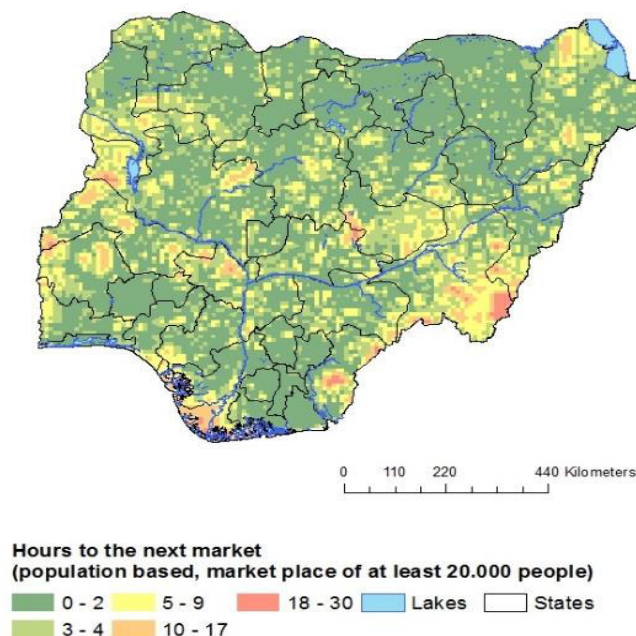 0 110 220 440 Kilometers
Hours to the next market
(population based, market place of at least 20.000 people)
0 - 2 5 - 9 18 - 30 Lakes States
3 - 4 10 - 17